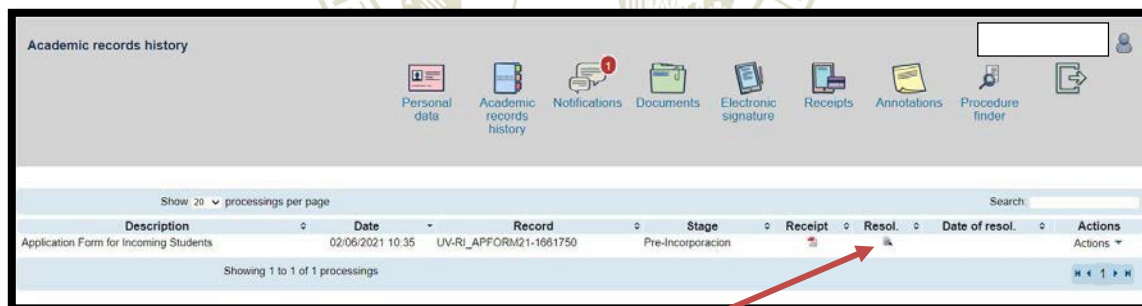 Academic records history
1
Personal data
Academic records history
Notifications
Documents
Electronic signature
Receipts
Annotations
Procedure finder
Show 20 processings per page
Search:
Description Date Record Stage Receipt Resol. Date of resol. Actions
Application Form for Incoming Students 02/06/2021 10:35 UV-RI_APFORM21-1661750 Pre-Incorporacion Actions
Showing 1 to 1 of 1 processings
1